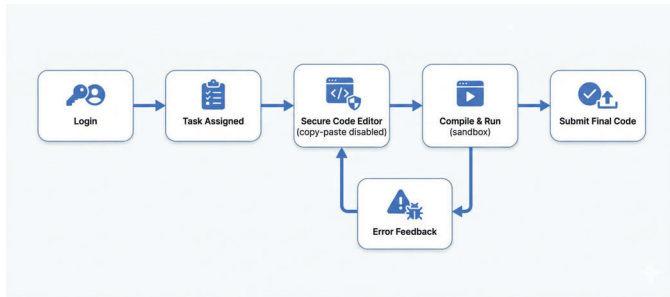 Login
Task Assigned
Secure Code Editor
(copy-paste disabled)
Compile & Run
(sandbox)
Submit Final Code
Error Feedback